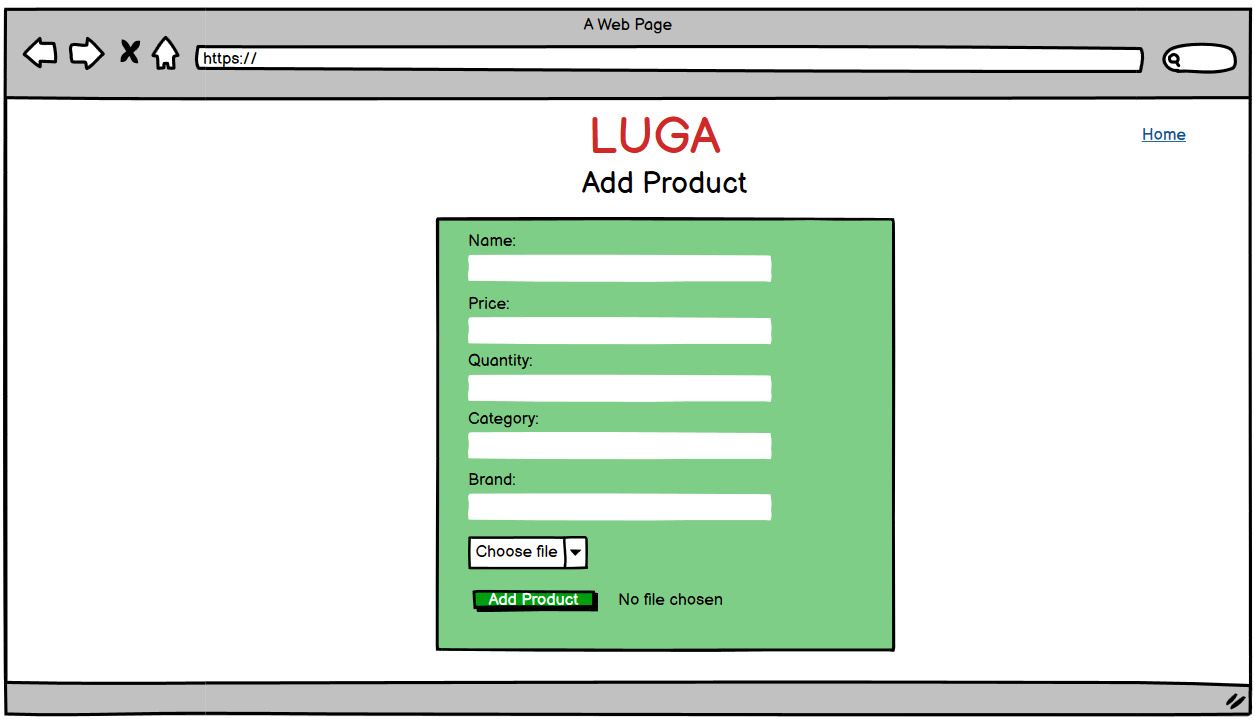 A Web Page
https://
LUGA
Home
Add Product
Name:
Price:
Quantity:
Category:
Brand:
Choose file
Add Product No file chosen